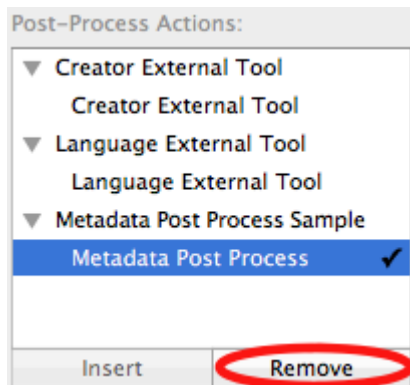 Post-Process Actions:
Creator External Tool
Creator External Tool
Language External Tool
Language External Tool
Metadata Post Process Sample
Metadata Post Process ✔
Insert Remove